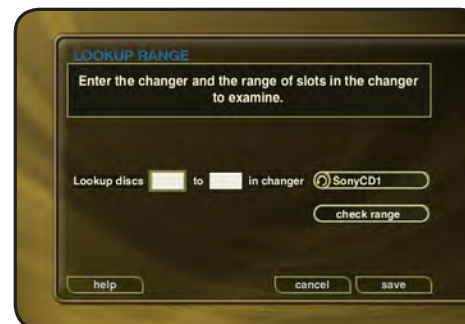 LOOKUP RANGE
Enter the changer and the range of slots in the changer
to examine.
Lookup discs to in changer SonyCD1
check range
help cancel save